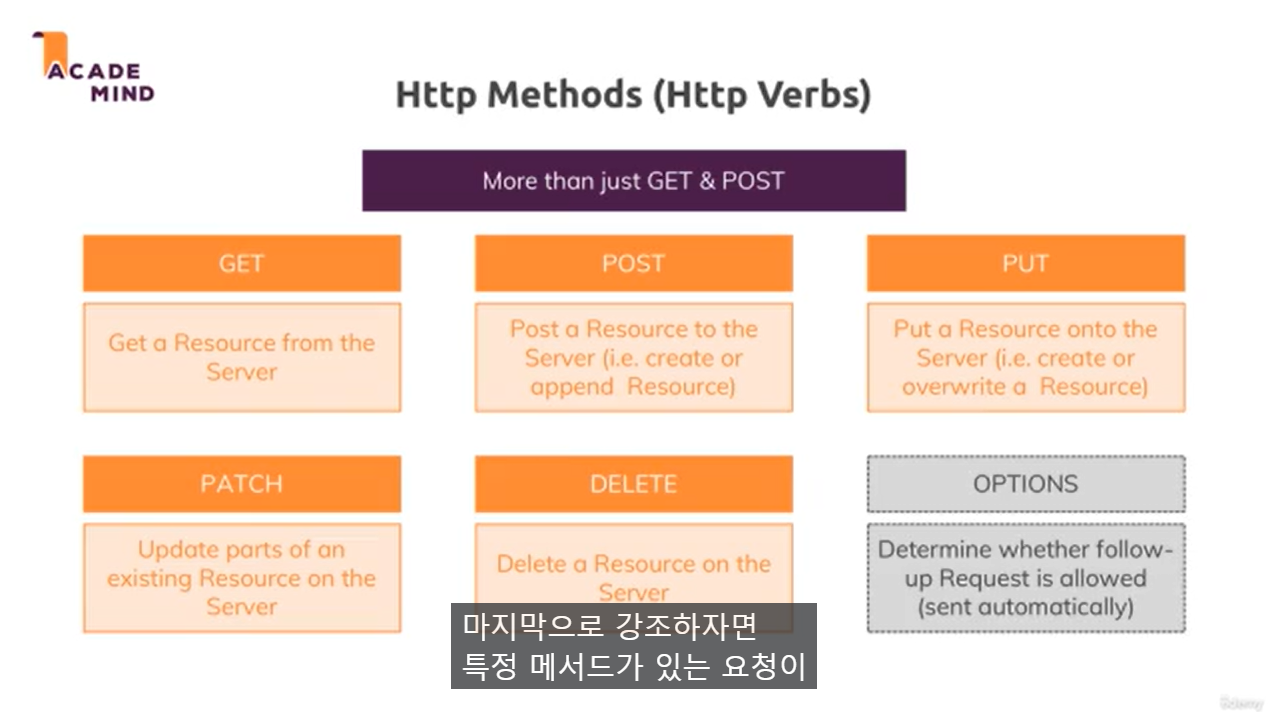 ACADE
MIND
Http Methods (Http Verbs)
More than just GET & POST
GET
Get a Resource from the
Server
POST
Post a Resource to the
Server (i.e. create or
append Resource)
PUT
Put a Resource onto the
Server (i.e. create or
overwrite a Resource)
PATCH
Update parts of an
existing Resource on the
Server
DELETE
Delete a Resource on the
Server
OPTIONS
Determine whether follow-
up Request is allowed
(sent automatically)
마지막으로 강조하자면
특정 메서드가 있는 요청이
Udemy